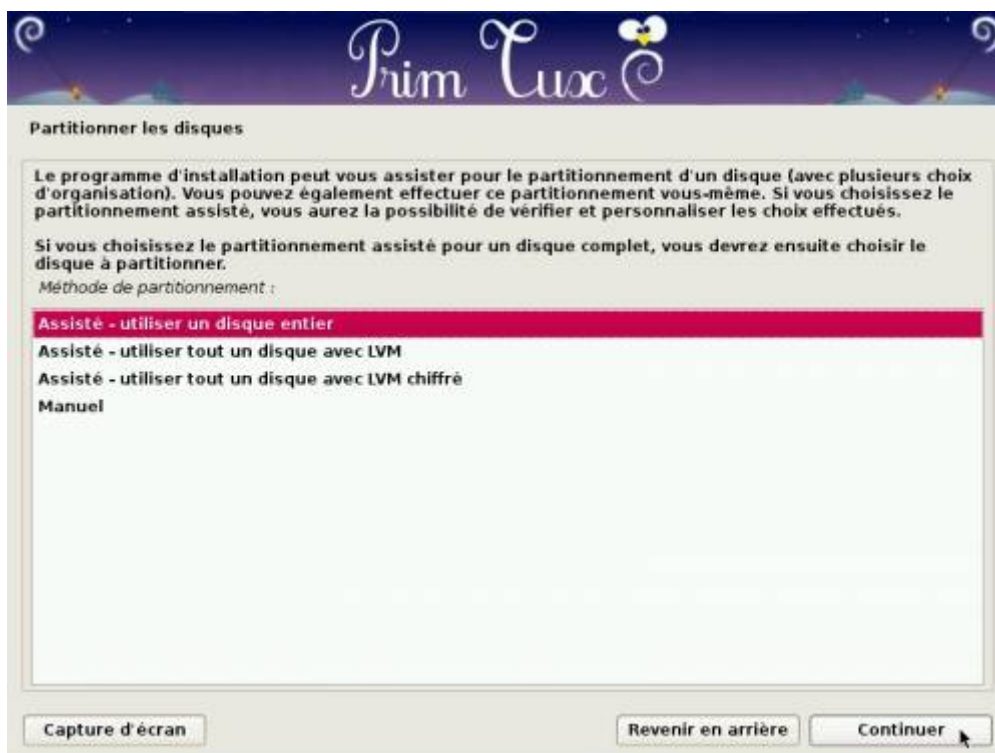 Prim Tux
Partitionner les disques
Le programme d'installation peut vous assister pour le partitionnement d'un disque (avec plusieurs choix
d'organisation). Vous pouvez également effectuer ce partitionnement vous-même. Si vous choisissez le
partitionnement assisté, vous aurez la possibilité de vérifier et personnaliser les choix effectués.
Si vous choisissez le partitionnement assisté pour un disque complet, vous devrez ensuite choisir le
disque à partitionner.
Méthode de partitionnement :
Assisté - utiliser un disque entier
Assisté - utiliser tout un disque avec LVM
Assisté - utiliser tout un disque avec LVM chiffré
Manuel
Capture d'écran
Revenir en arrière
Continuer